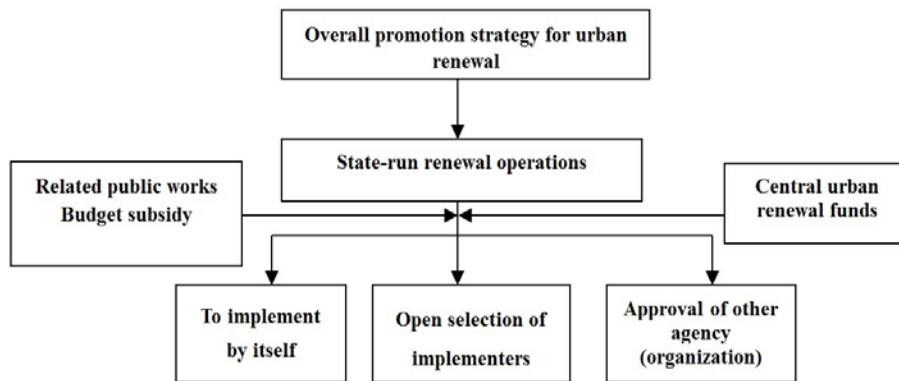 Overall promotion strategy for urban
renewal
State-run renewal operations
Related public works
Budget subsidy
Central urban
renewal funds
To implement
by itself
Open selection of
implementers
Approval of other
agency
(organization)